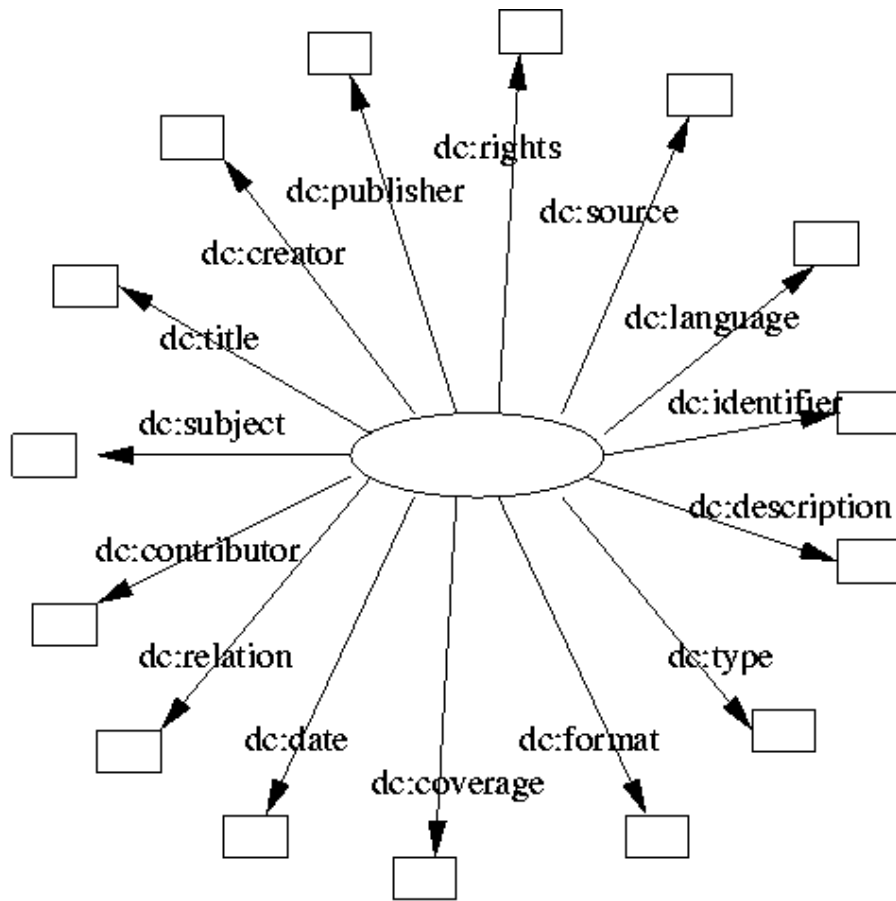 dc:rights
dc:publisher
dc:source
dc:creator
dc:language
dc:title
dc:identifier
dc:subject
dc:description
dc:contributor
dc:relation
dc:type
dc:date
dc:format
dc:coverage